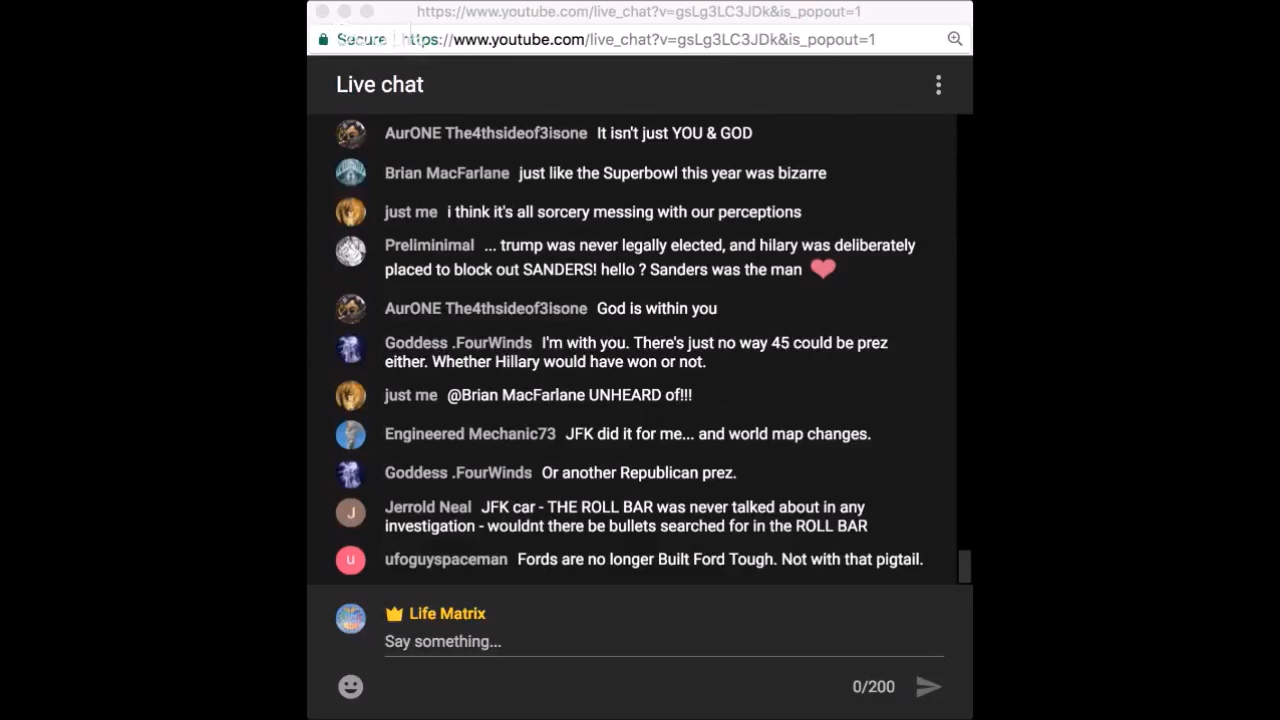 https://www.youtube.com/live_chat?v=gsLg3LC3JDk&is_popout=1
Secure https://www.youtube.com/live_chat?v=gsLg3LC3JDk&is_popout=1
Live chat
AurONE The4thsideof3isone It isn't just YOU & GOD
Brian MacFarlane just like the Superbowl this year was bizarre
just me i think it's all sorcery messing with our perceptions
Preliminimal ... trump was never legally elected, and hilary was deliberately
placed to block out SANDERS! hello ? Sanders was the man
AurONE The4thsideof3isone God is within you
Goddess .FourWinds I'm with you. There's just no way 45 could be prez
either. Whether Hillary would have won or not.
just me @Brian MacFarlane UNHEARD of!!!
Engineered Mechanic73 JFK did it for me... and world map changes.
Goddess .FourWinds Or another Republican prez.
J
Jerrold Neal JFK car - THE ROLL BAR was never talked about in any
investigation - wouldnt there be bullets searched for in the ROLL BAR
u
ufoguyspaceman Fords are no longer Built Ford Tough. Not with that pigtail.
Life Matrix
Say something...
0/200